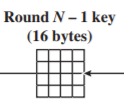 Round N – 1 key
(16 bytes)